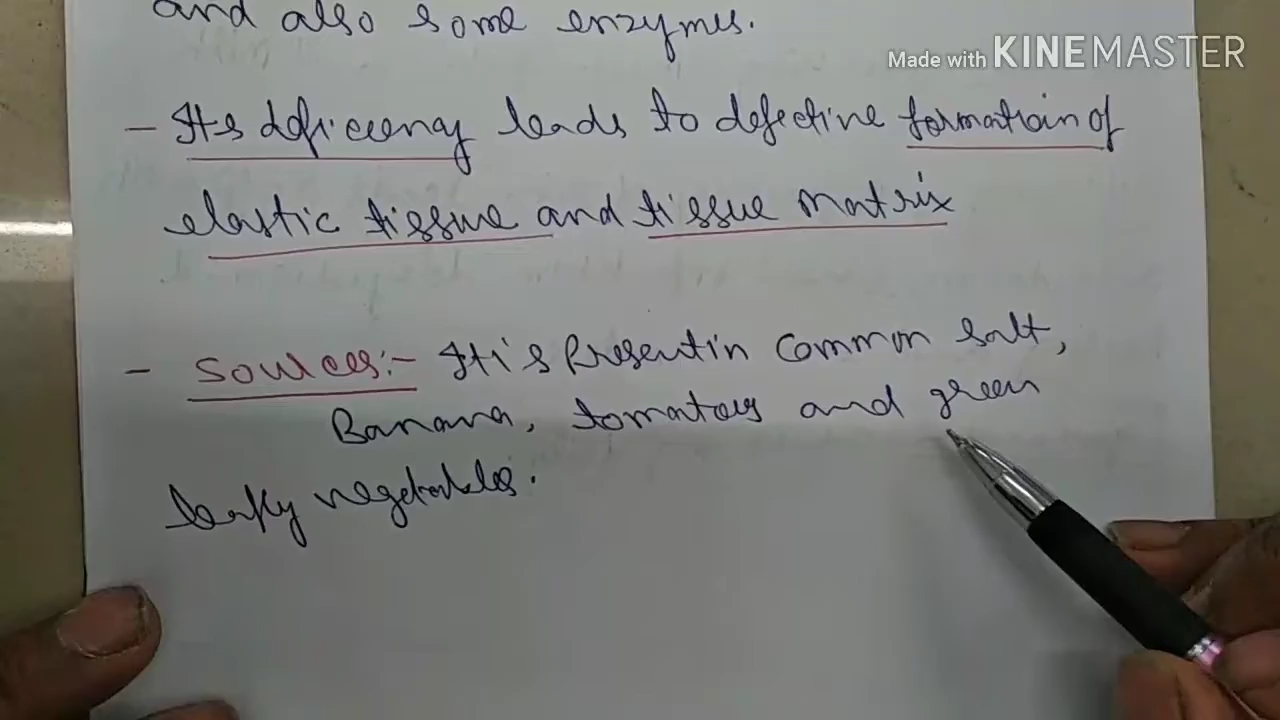 and also some enzymes.
Made with KINEMASTER
- Its deficiency leads to defective formation of
elastic tissue and tissue matrix
- Sources:- It is Present in Common salt,
Banana, tomatoes and green
leafy vegetables.